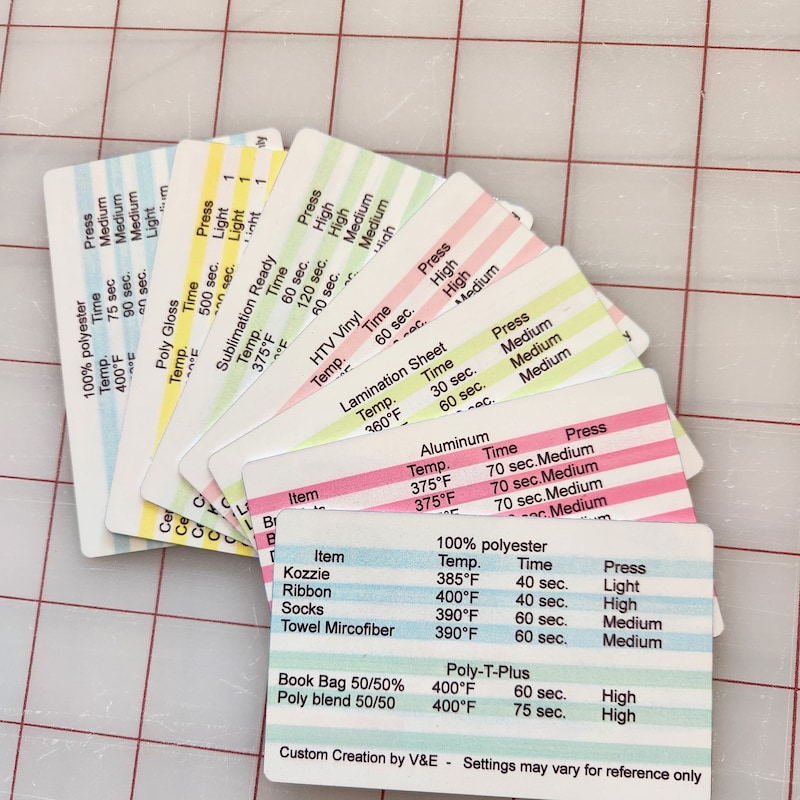 100% polyester
Temp. Time Press
400°F 75 sec. Medium
90 sec. Medium
Medium
Light
Poly Gloss
Temp. Time Press
500 sec. Light 1
Light 1
Light 1
Sublimation Ready
Temp. Time Press
375°F 60 sec. High
120 sec. High
60 sec. Medium
Medium
HTV Vinyl
Temp. Time Press
60 sec. High
High
Medium
Lamination Sheet
Temp. Time Press
360°F 30 sec. Medium
60 sec. Medium
Medium
Aluminum
Item Temp. Time Press
375°F 70 sec.Medium
375°F 70 sec.Medium
70 sec.Medium
100% polyester
Item Temp. Time Press
Kozzie 385°F 40 sec. Light
Ribbon 400°F 40 sec. High
Socks 390°F 60 sec. Medium
Towel Mircofiber 390°F 60 sec. Medium
Poly-T-Plus
Book Bag 50/50% 400°F 60 sec. High
Poly blend 50/50 400°F 75 sec. High
Custom Creation by V&E - Settings may vary for reference only